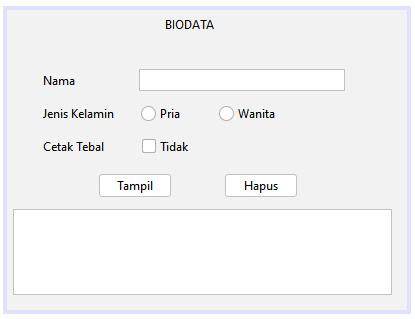 BIODATA
Nama
Jenis Kelamin Pria Wanita
Cetak Tebal Tidak
Tampil Hapus